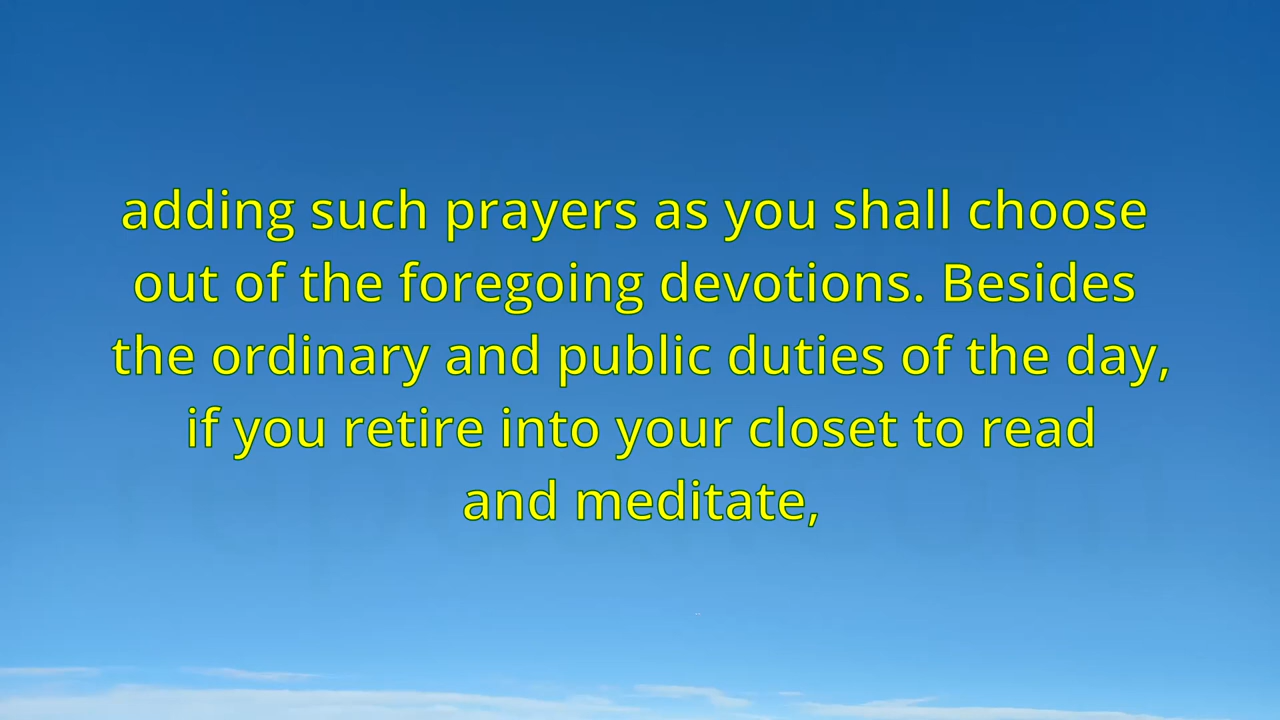 adding such prayers as you shall choose
out of the foregoing devotions. Besides
the ordinary and public duties of the day,
if you retire into your closet to read
and meditate,